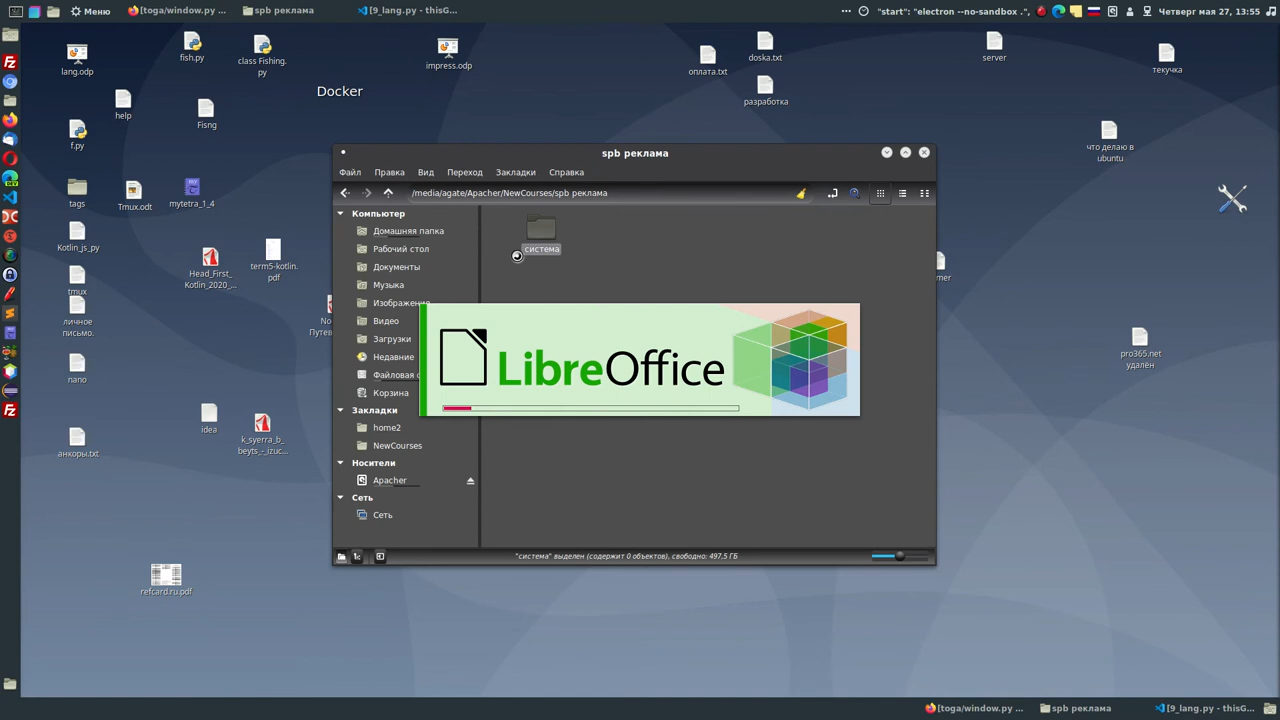 Меню
[toga/window.py ...
spb реклама
[9_lang.py - thisG...
"start": "electron --no-sandbox .",
Четверг мая 27, 13:55
lang.odp
fish.py
class Fishing.
py
impress.odp
оплата.txt
doska.txt
server
текучка
Docker
help
Fisng
разработка
f.py
что делаю в
ubuntu
spb реклама
Файл
Правка
Вид
Переход
Закладки
Справка
/media/agate/Apacher/NewCourses/spb реклама
tags
Tmux.odt
mytetra_1_4
Kotlin_js_py
Head_First_
Kotlin_2020_...
term5-kotlin.
pdf
Компьютер
Домашняя папка
Рабочий стол
Документы
Музыка
Изображения
Видео
Загрузки
Недавние
Файловая с
Корзина
Закладки
home2
NewCourses
Носители
Apacher
Сеть
Сеть
система
LibreOffice
tmux
личное
письмо.
nano
idea
k_syerra_b_
beyts_-_izuc...
анкоры.txt
No
Путев
mer
pro365.net
удалён
"система" выделен (содержит 0 объектов), свободно: 497,5 ГБ
refcard.ru.pdf
[toga/window.py ...
spb реклама
[9_lang.py - thisG...